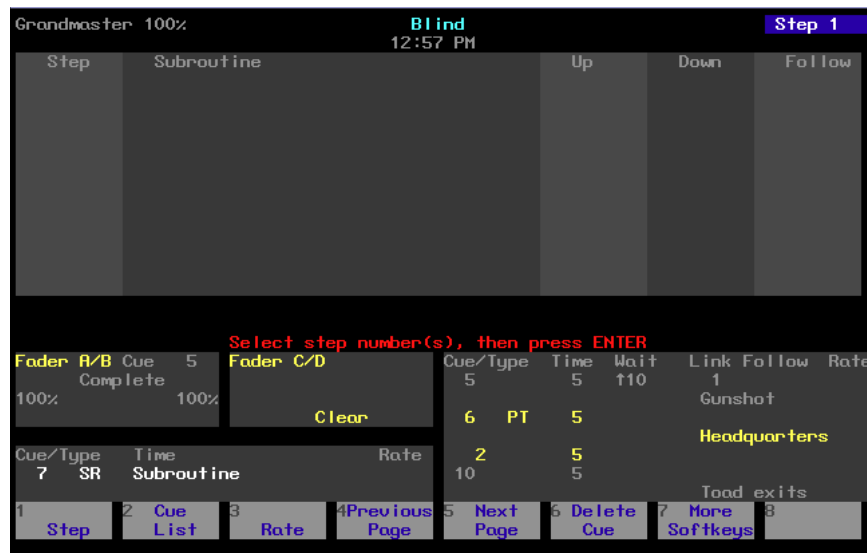 Grandmaster 100% Blind Step 1
12:57 PM
Step Subroutine Up Down Follow
Select step number(s), then press ENTER
Fader A/B Cue 5 Fader C/D Cue/Type Time Wait Link Follow Rate
Complete 5 5 ↑10 1
100% 100% Gunshot
Clear 6 PT 5
Headquarters
Cue/Type Time Rate 2 5
7 SR Subroutine 10 5
Toad exits
1 2 Cue 3 4Previous 5 Next 6 Delete 7 More 8
Step List Rate Page Page Cue Softkeys